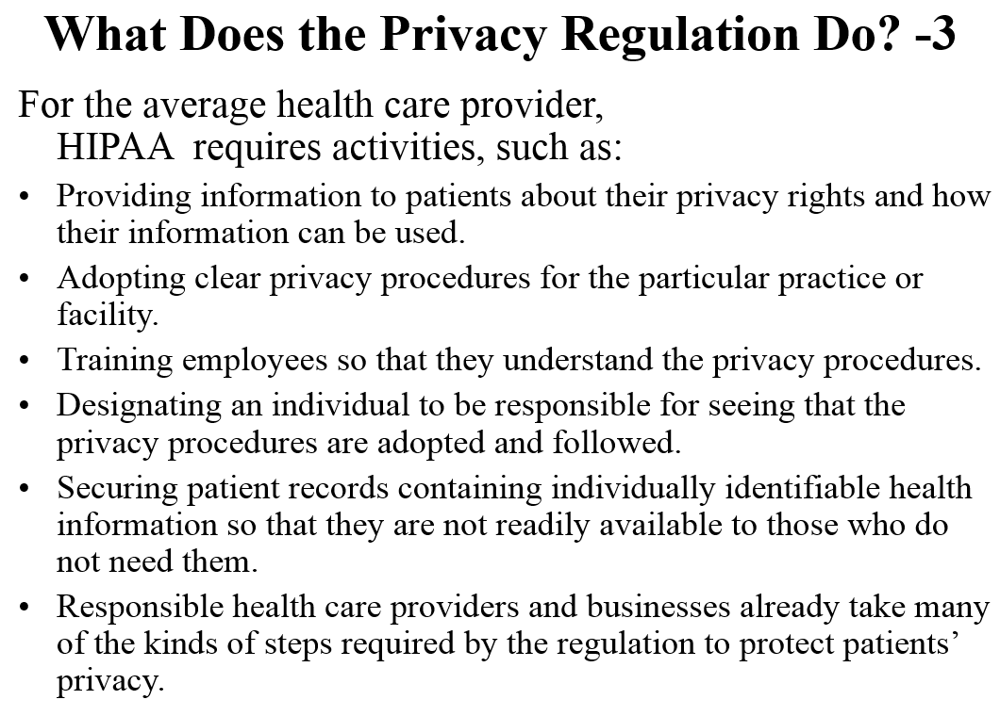 What Does the Privacy Regulation Do? -3
For the average health care provider,
HIPAA  requires activities, such as:
• Providing information to patients about their privacy rights and how
their information can be used.
• Adopting clear privacy procedures for the particular practice or
facility.
• Training employees so that they understand the privacy procedures.
• Designating an individual to be responsible for seeing that the
privacy procedures are adopted and followed.
• Securing patient records containing individually identifiable health
information so that they are not readily available to those who do
not need them.
• Responsible health care providers and businesses already take many
of the kinds of steps required by the regulation to protect patients’
privacy.